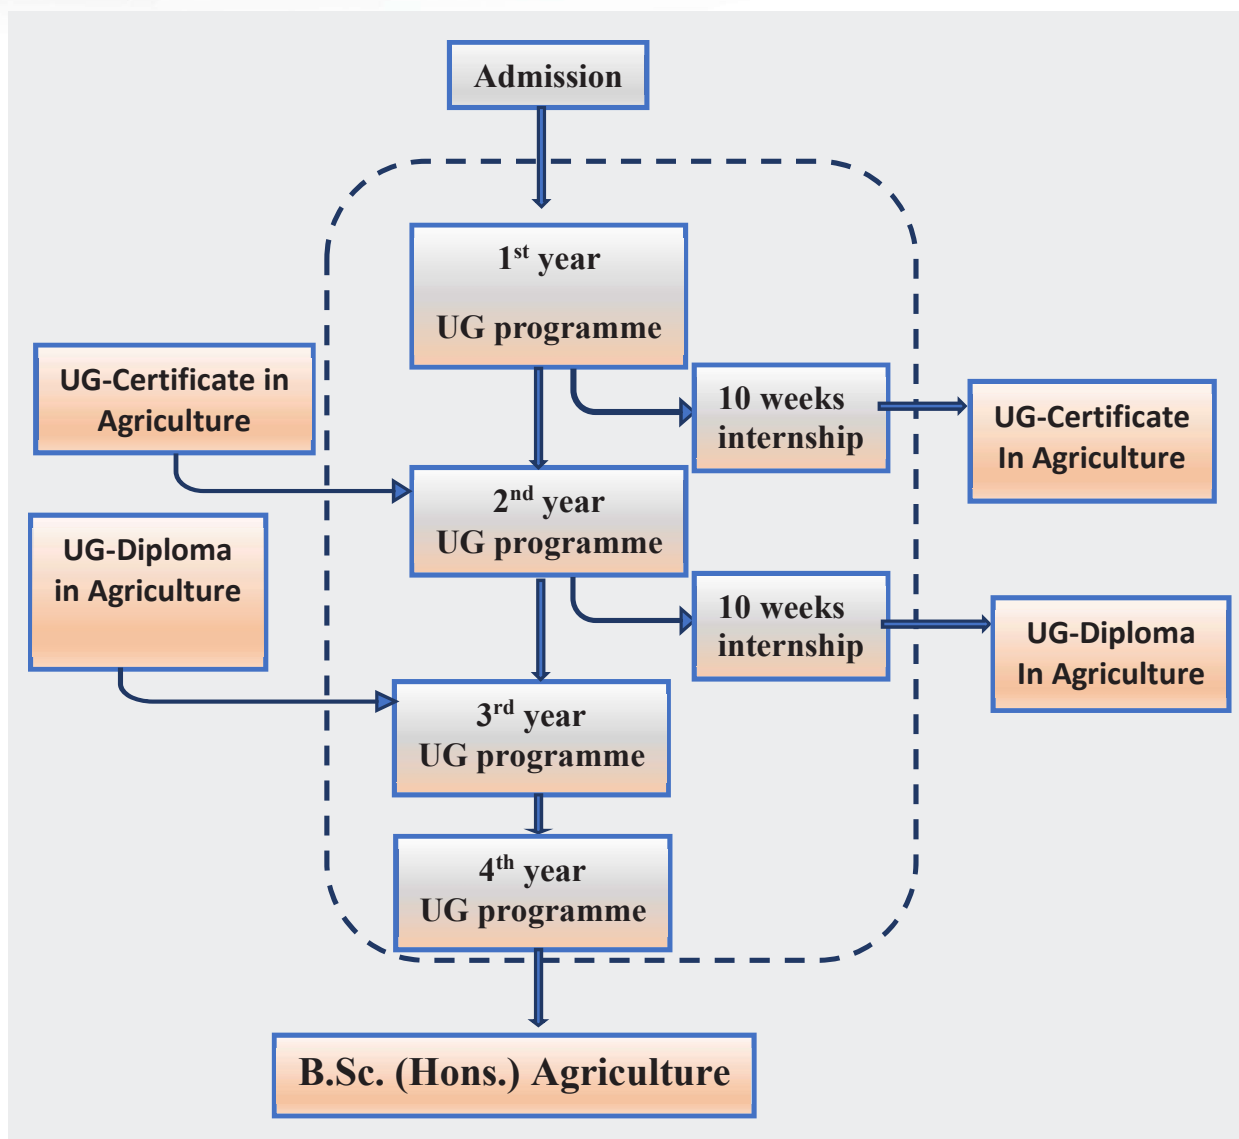 Admission
1st year
UG programme
UG-Certificate in
Agriculture
10 weeks
internship
UG-Certificate
In Agriculture
2nd year
UG programme
UG-Diploma
in Agriculture
10 weeks
internship
UG-Diploma
In Agriculture
3rd year
UG programme
4th year
UG programme
B.Sc. (Hons.) Agriculture